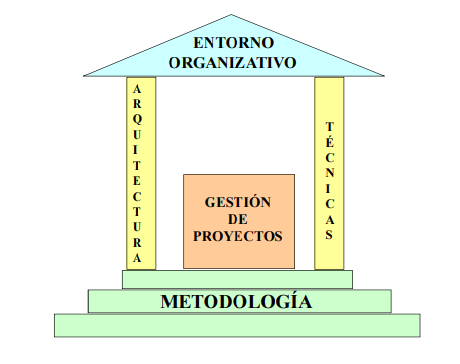 ENTORNO
ORGANIZATIVO
ARQUITECTURA
TÉCNICAS
GESTIÓN
DE
PROYECTOS
METODOLOGÍA